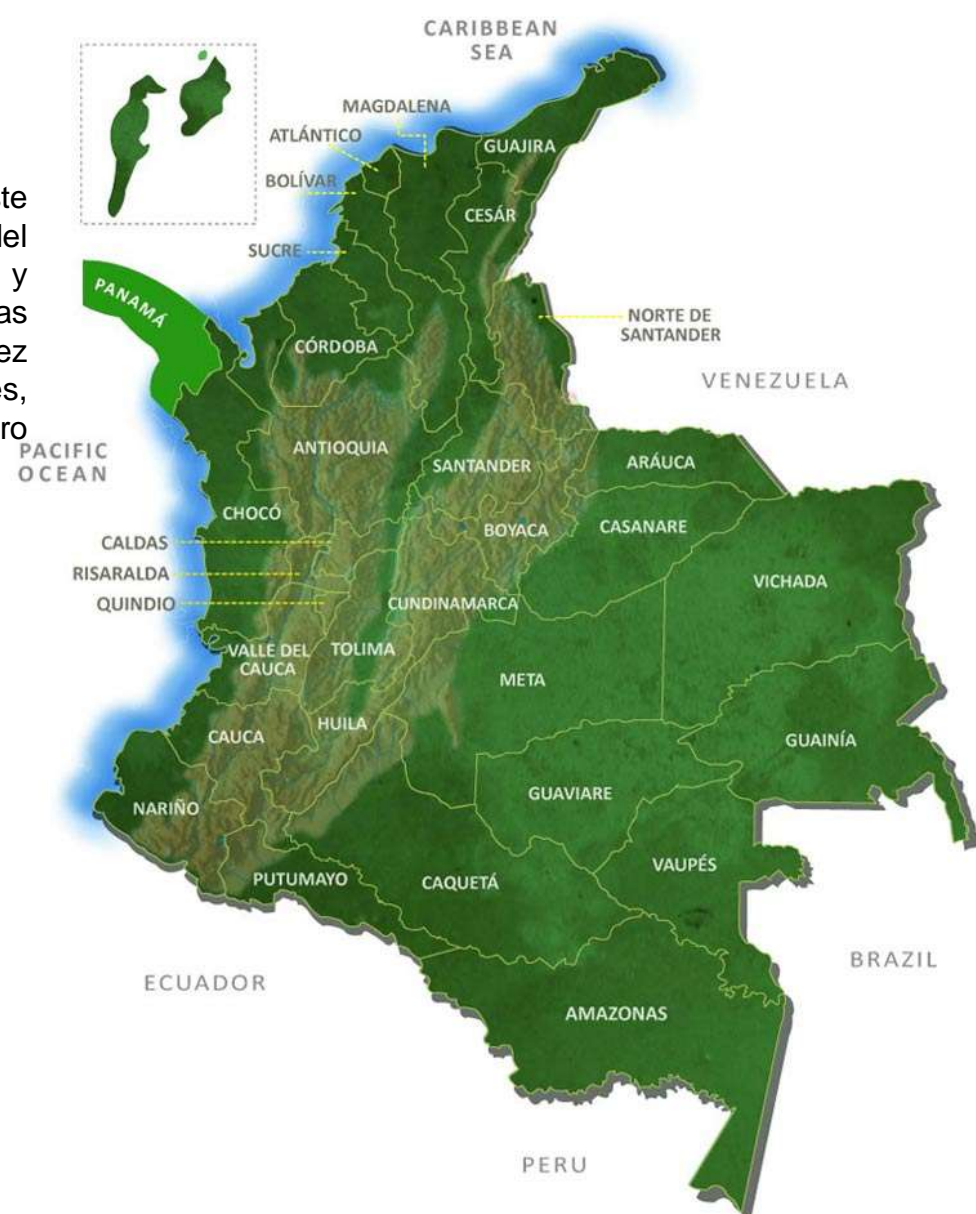 CARIBBEAN
SEA
MAGDALENA
ATLÁNTICO
GUAJIRA
BOLÍVAR
CESÁR
SUCRE
y
PANAMÁ
NORTE DE
SANTANDER
CÓRDOBA
VENEZUELA
PACIFIC
OCEAN
ANTIOQUIA
SANTANDER
ARÁUCA
CHOCÓ
BOYACA
CASANARE
CALDAS
RISARALDA
VICHADA
QUINDIO
CUNDINAMARCA
VALLE DEL
CAUCA
TOLIMA
META
CAUCA
HUILA
GUAINÍA
NARIÑO
GUAVIARE
VAUPÉS
PUTUMAYO
CAQUETÁ
BRAZIL
ECUADOR
AMAZONAS
PERU